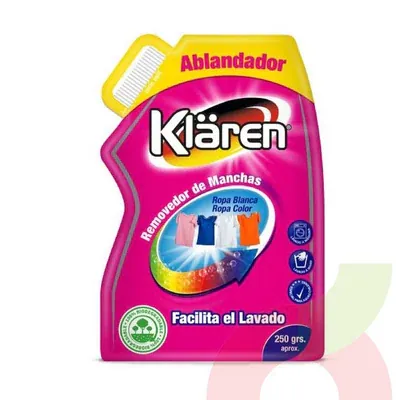 Ablandador
Klären®
Removedor de Manchas
Ropa Blanca
Ropa Color
Facilita el Lavado
250 grs.
aprox.